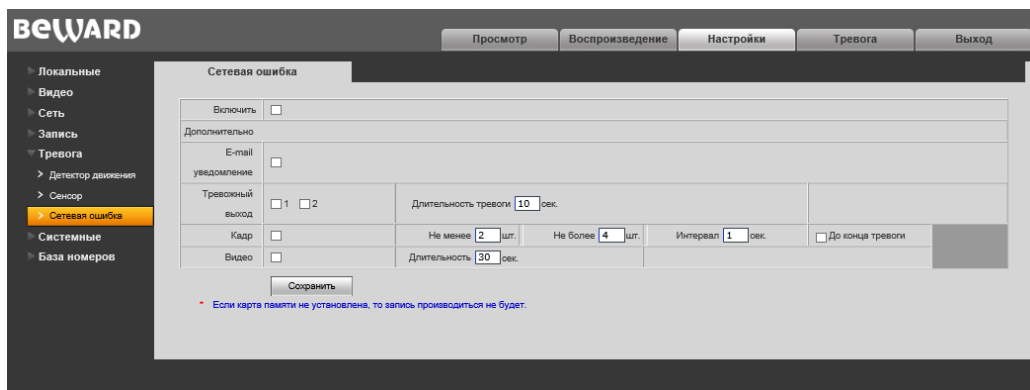 BEWARD
Просмотр Воспроизведение Настройки Тревога Выход
Локальные
Видео
Сеть
Запись
Тревога
Детектор движения
Сенсор
Сетевая ошибка
Системные
База номеров
Сетевая ошибка
Включить
Дополнительно
E-mail
уведомление
Тревожный
выход
1 2 Длительность тревоги 10 сек.
Кадр Не менее 2 шт. Не более 4 шт. Интервал 1 сек. До конца тревоги
Видео Длительность 30 сек.
Сохранить
* Если карта памяти не установлена, то запись производиться не будет.